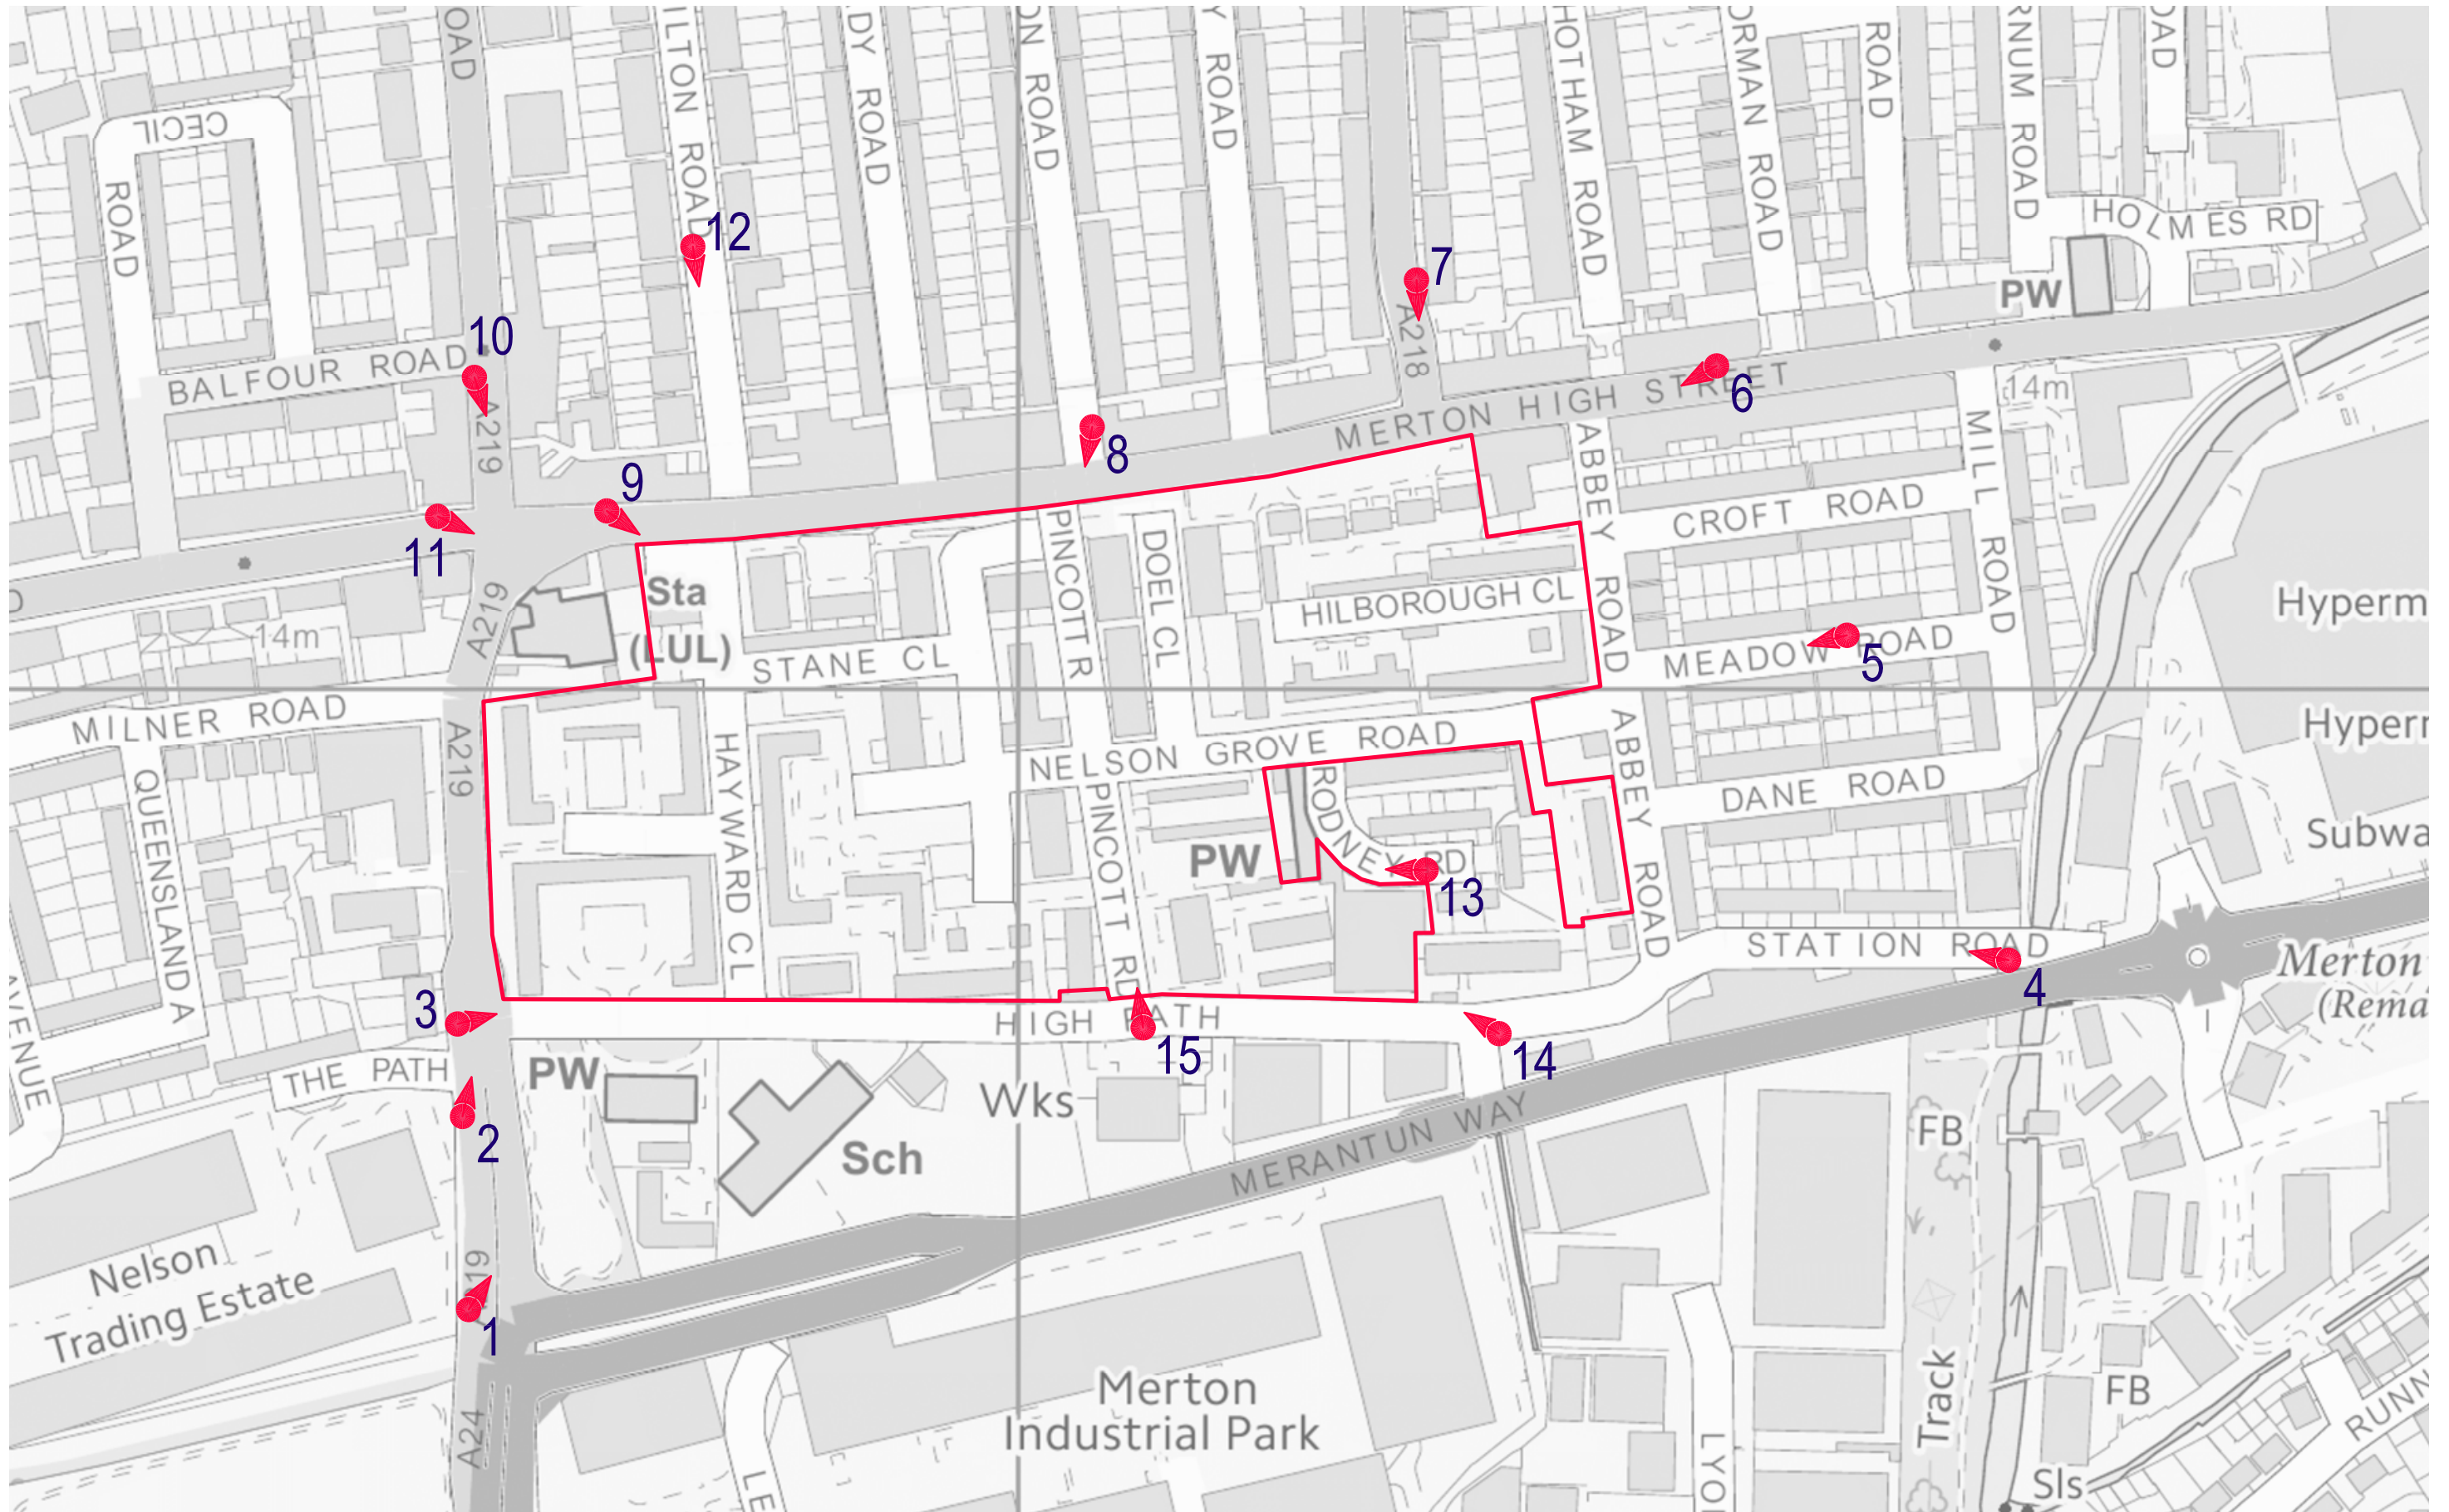 OAD
ILTON ROAD
DY ROAD
ON ROAD
Y ROAD
HOTHAM ROAD
ORMAN ROAD
ROAD
RNUM ROAD
OAD
CECIL
ROAD
12
7
HOLMES RD
PW
10
BALFOUR ROAD
A219
A218
6
MERTON HIGH STREET
14m
8
9
11
ABBEY ROAD
MILL ROAD
CROFT ROAD
PINCOTT R
DOEL CL
A219
14m
Sta
(LUL)
STANE CL
HILBOROUGH CL
MEADOW ROAD
5
Hyperm
MILNER ROAD
A219
HAYWARD CL
NELSON GROVE ROAD
ABBEY ROAD
Hyperr
QUEENSLAND A
PINCOTT RD
RODNEY RD
DANE ROAD
PW
13
Subwa
AVENUE
STATION ROAD
4
Merton
(Rema
3
HIGH PATH
15
14
THE PATH
PW
2
Wks
Sch
MERANTUN WAY
FB
Nelson
Trading Estate
A219
1
Merton
Industrial Park
Track
FB
A24
LE
LYO
Sls
RUNN